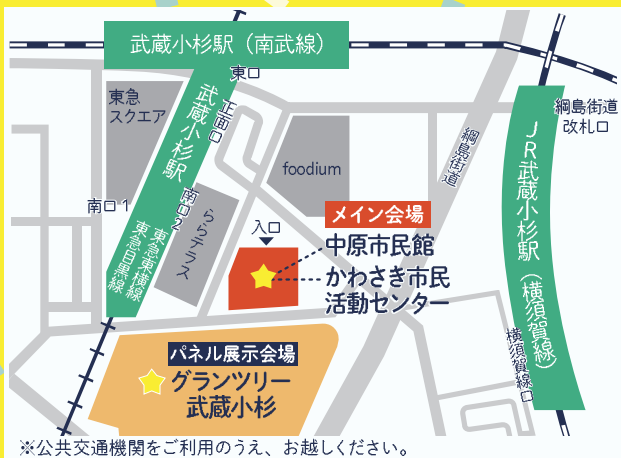 武蔵小杉駅（南武線）
東口
東急
スクエア
武蔵小杉駅
正面口
綱島街道
綱島街道
改札口
foodium
JR武蔵小杉駅（横須賀線）
南口1
南口2
ららテラス
東急東横線
東急目黒線
入口
メイン会場
中原市民館
かわさき市民
活動センター
横須賀線口
パネル展示会場
グランツリー
武蔵小杉
※公共交通機関をご利用のうえ、お越しください。